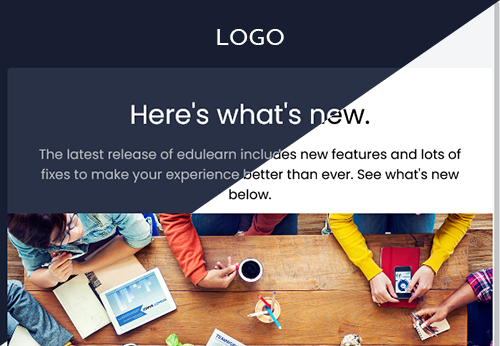 LOGO
Here's what's new.
The latest release of edulearn includes new features and lots of
fixes to make your experience better than ever. See what's new
below.